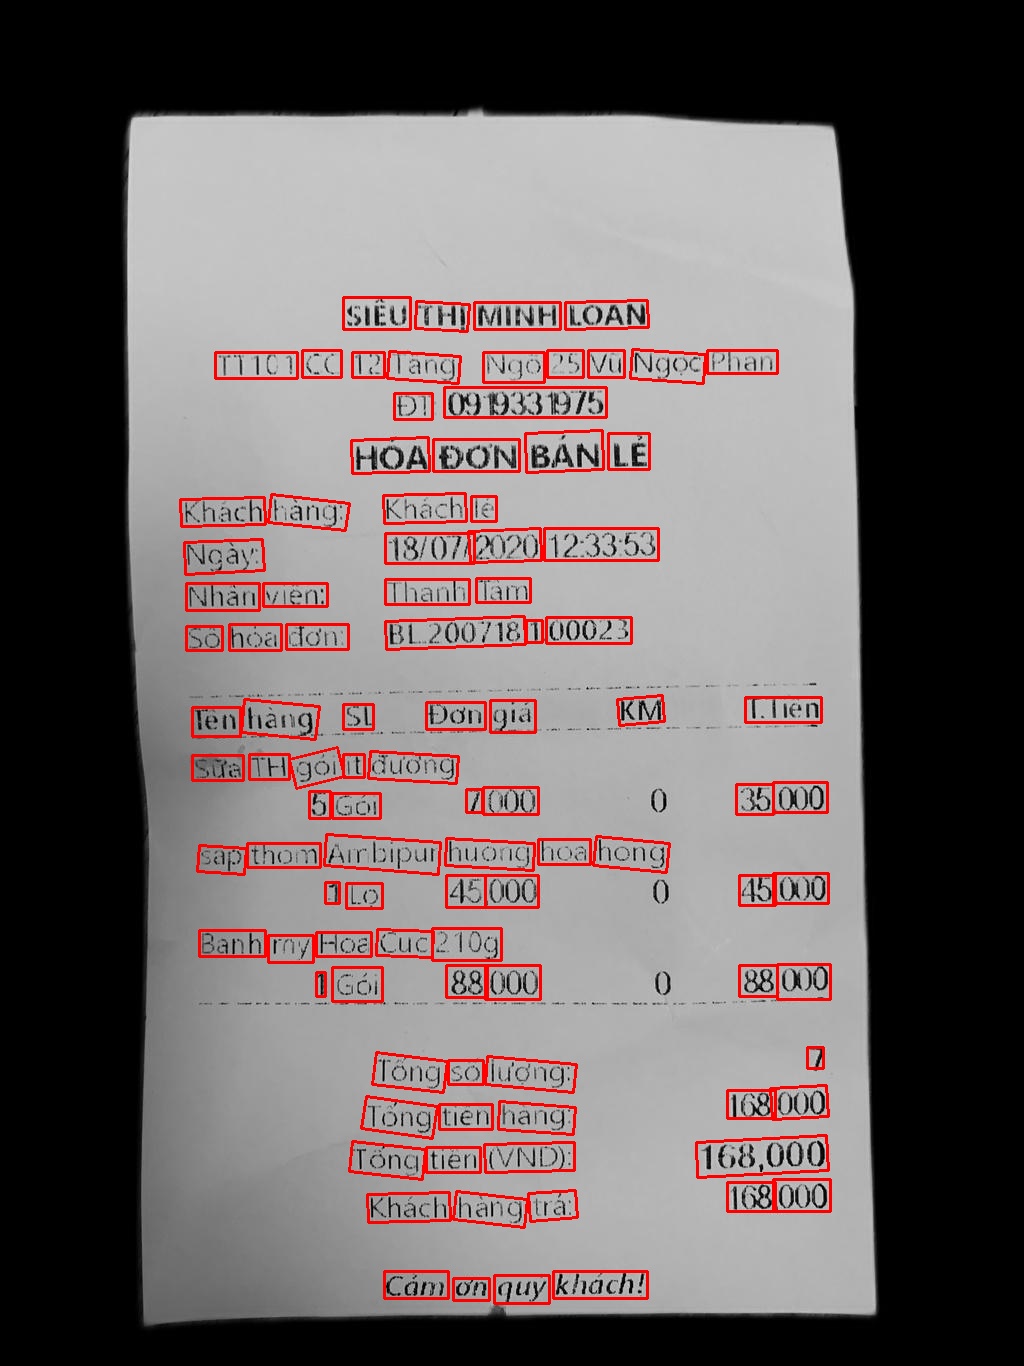 SIÊU THỊ MINH LOAN
TT101 CC 12 Tầng Ngõ 25 Vũ Ngọc Phan
ĐT 0919331975
HÓA ĐƠN BÁN LẺ
Khách hàng: Khách lẻ
Ngày: 18/07/2020 12:33:53
Nhân viên: Thanh Tâm
Số hóa đơn: BL.200718.1.00023
Tên hàng SL Đơn giá KM T.Tiền
Sữa TH gói ít đường
5 Gói 7,000 0 35,000
sáp thơm Ambipur hương hoa hồng
1 Lọ 45,000 0 45,000
Bánh mỳ Hoa Cúc 210g
1 Gói 88,000 0 88,000
Tổng số lượng: 7
Tổng tiền hàng: 168,000
Tổng tiền (VND): 168,000
Khách hàng trả: 168,000
Cảm ơn quý khách!